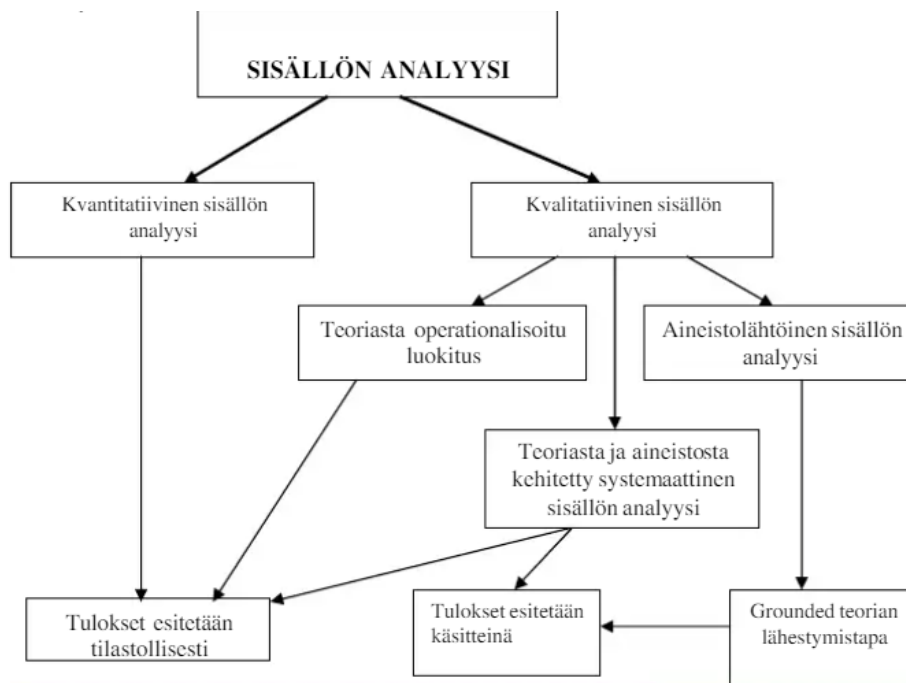 SISÄLLÖN ANALYYSI
Kvantitatiivinen sisällön
analyysi
Kvalitatiivinen sisällön
analyysi
Teoriasta operationalisoitu
luokitus
Aineistolähtöinen sisällön
analyysi
Teoriasta ja aineistosta
kehitetty systemaattinen
sisällön analyysi
Tulokset esitetään
tilastollisesti
Tulokset esitetään
käsitteinä
Grounded teorian
lähestymistapa